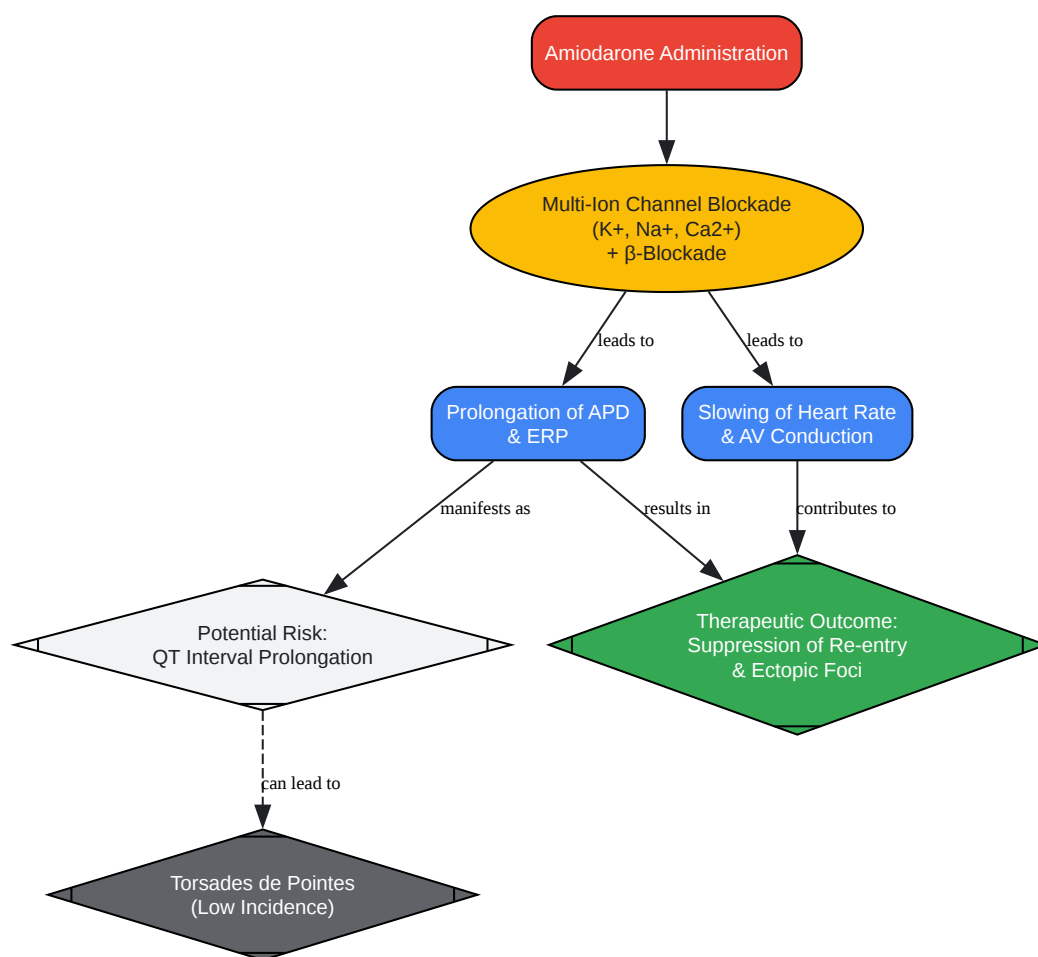 Amiodarone Administration
Multi-Ion Channel Blockade
(K+, Na+, Ca2+)
+ β-Blockade
leads to
leads to
Prolongation of APD
& ERP
Slowing of Heart Rate
& AV Conduction
manifests as
results in
contributes to
Potential Risk:
QT Interval Prolongation
Therapeutic Outcome:
Suppression of Re-entry
& Ectopic Foci
can lead to
Torsades de Pointes
(Low Incidence)